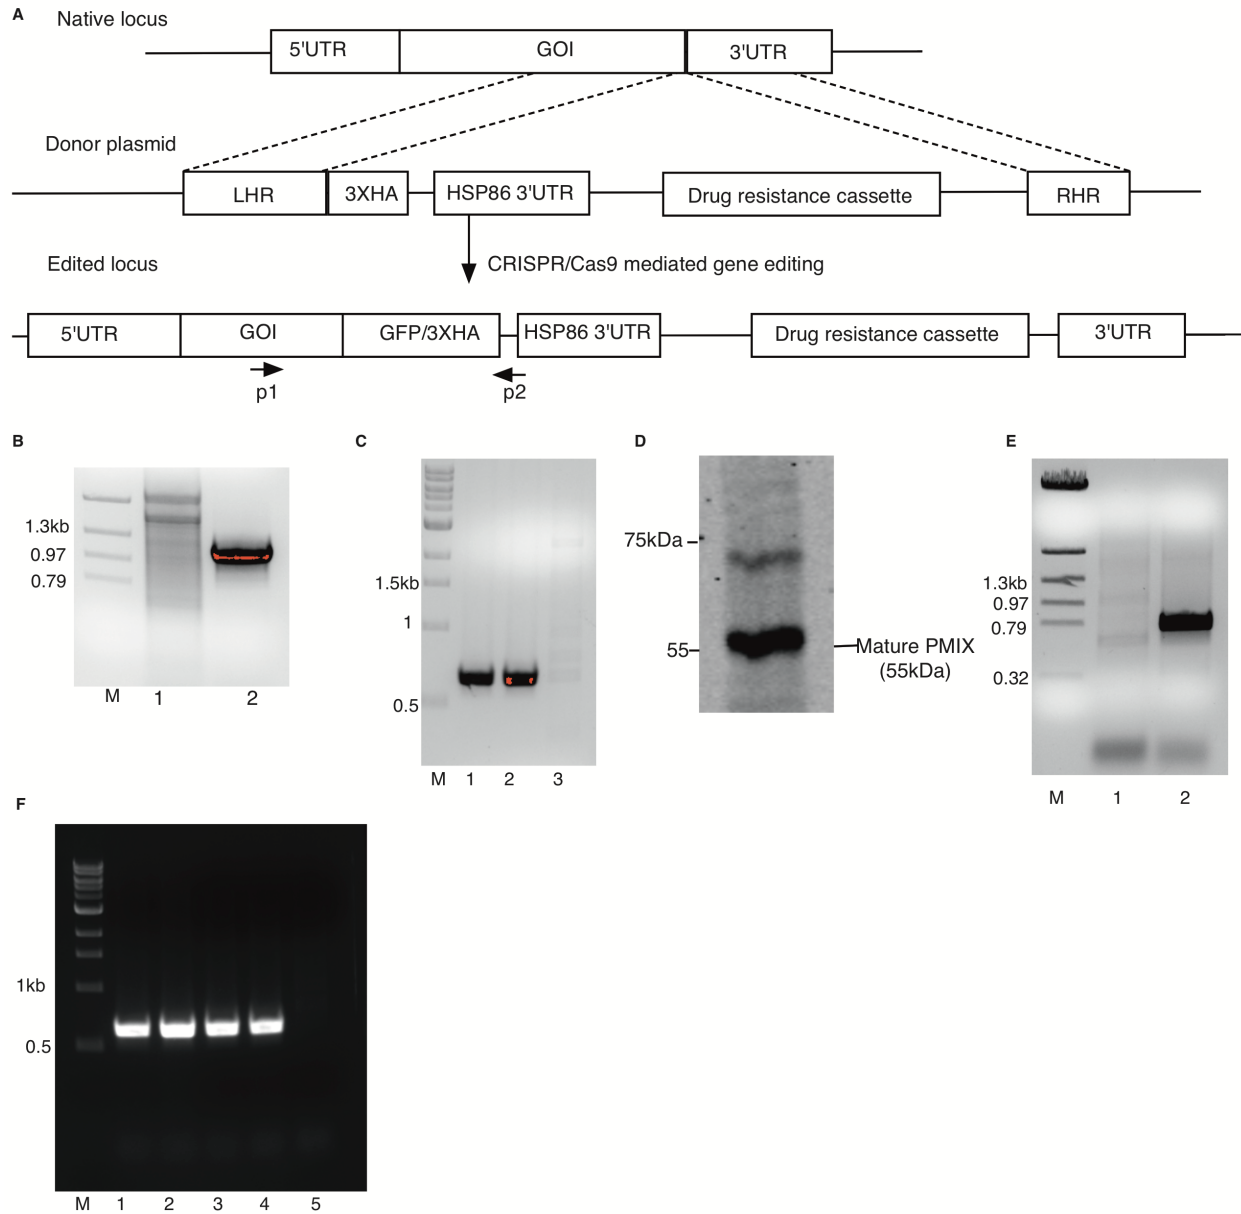 A
Native locus
5'UTR GOI 3'UTR
Donor plasmid
LHR 3XHA HSP86 3'UTR Drug resistance cassette RHR
Edited locus CRISPR/Cas9 mediated gene editing
5'UTR GOI GFP/3XHA HSP86 3'UTR Drug resistance cassette 3'UTR
p1 p2
B
1.3kb
0.97
0.79
M 1 2
C
1.5kb
1
0.5
M 1 2 3
D
75kDa
55
Mature PMIX
(55kDa)
E
1.3kb
0.97
0.79
0.32
M 1 2
F
1kb
0.5
M 1 2 3 4 5